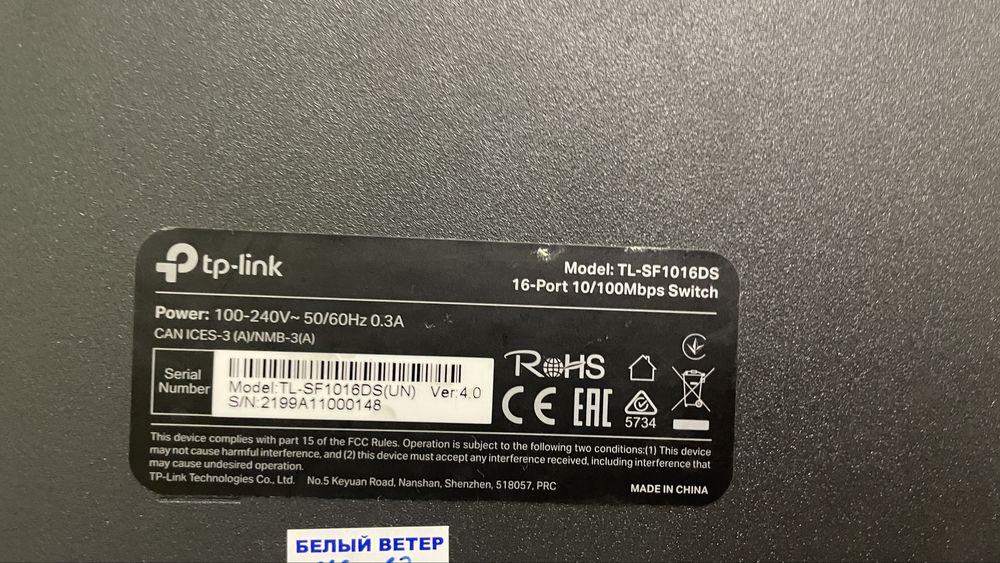 tp-link
Model: TL-SF1016DS
16-Port 10/100Mbps Switch
Power: 100-240V~ 50/60Hz 0.3A
CAN ICES-3 (A)/NMB-3(A)
Serial
Number
Model:TL-SF1016DS(UN) Ver:4.0
S/N:2199A11000148
RoHS
CE EAC
5734
This device complies with part 15 of the FCC Rules. Operation is subject to the following two conditions:(1) This device
may not cause harmful interference, and (2) this device must accept any interference received, including interference that
may cause undesired operation.
TP-Link Technologies Co., Ltd. No.5 Keyuan Road, Nanshan, Shenzhen, 518057, PRC
MADE IN CHINA
БЕЛЫЙ ВЕТЕР